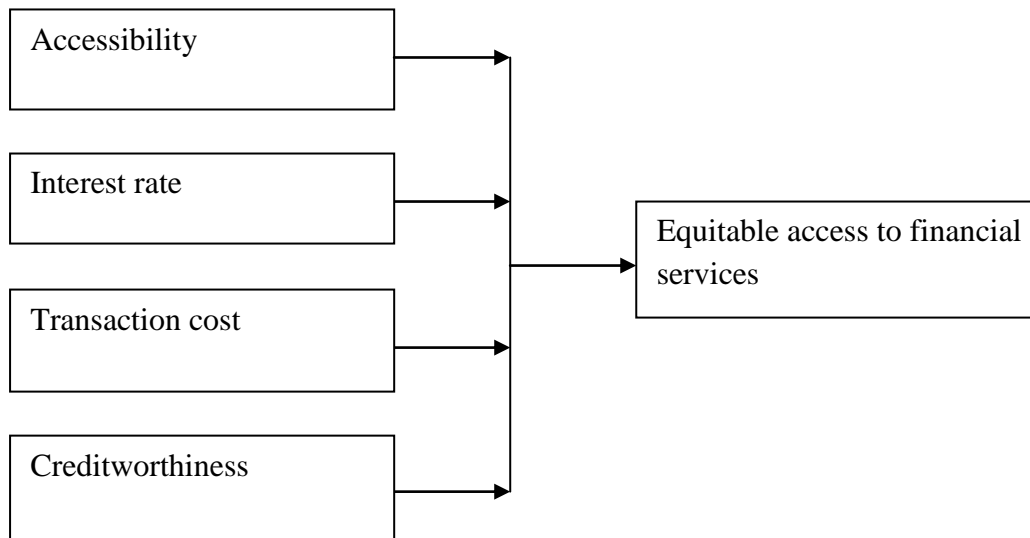 Accessibility
Interest rate
Equitable access to financial
services
Transaction cost
Creditworthiness